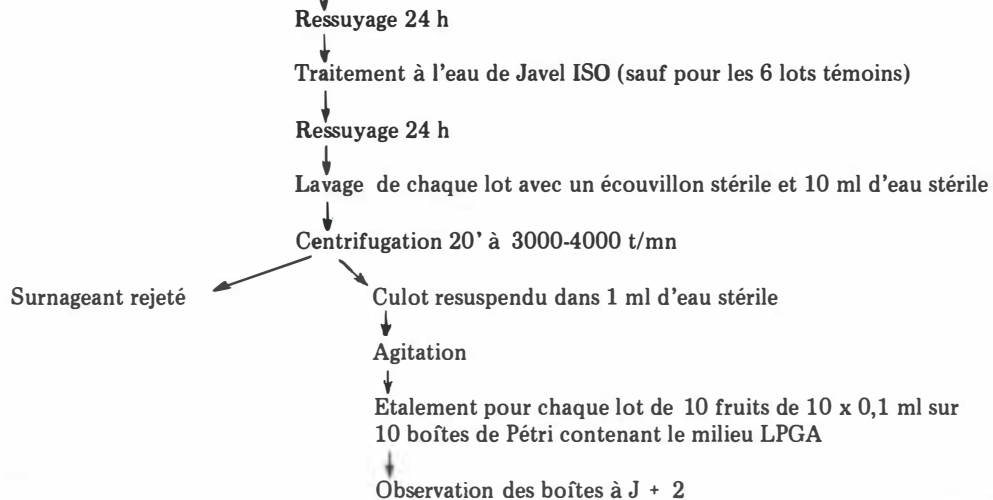 Ressuyage 24 h
Traitement à l'eau de Javel ISO (sauf pour les 6 lots témoins)
Ressuyage 24 h
Lavage de chaque lot avec un écouvillon stérile et 10 ml d'eau stérile
Centrifugation 20' à 3000-4000 t/mn
Surnageant rejeté
Culot resuspendu dans 1 ml d'eau stérile
Agitation
Etalement pour chaque lot de 10 fruits de 10 x 0,1 ml sur
10 boîtes de Pétri contenant le milieu LPGA
Observation des boîtes à J + 2